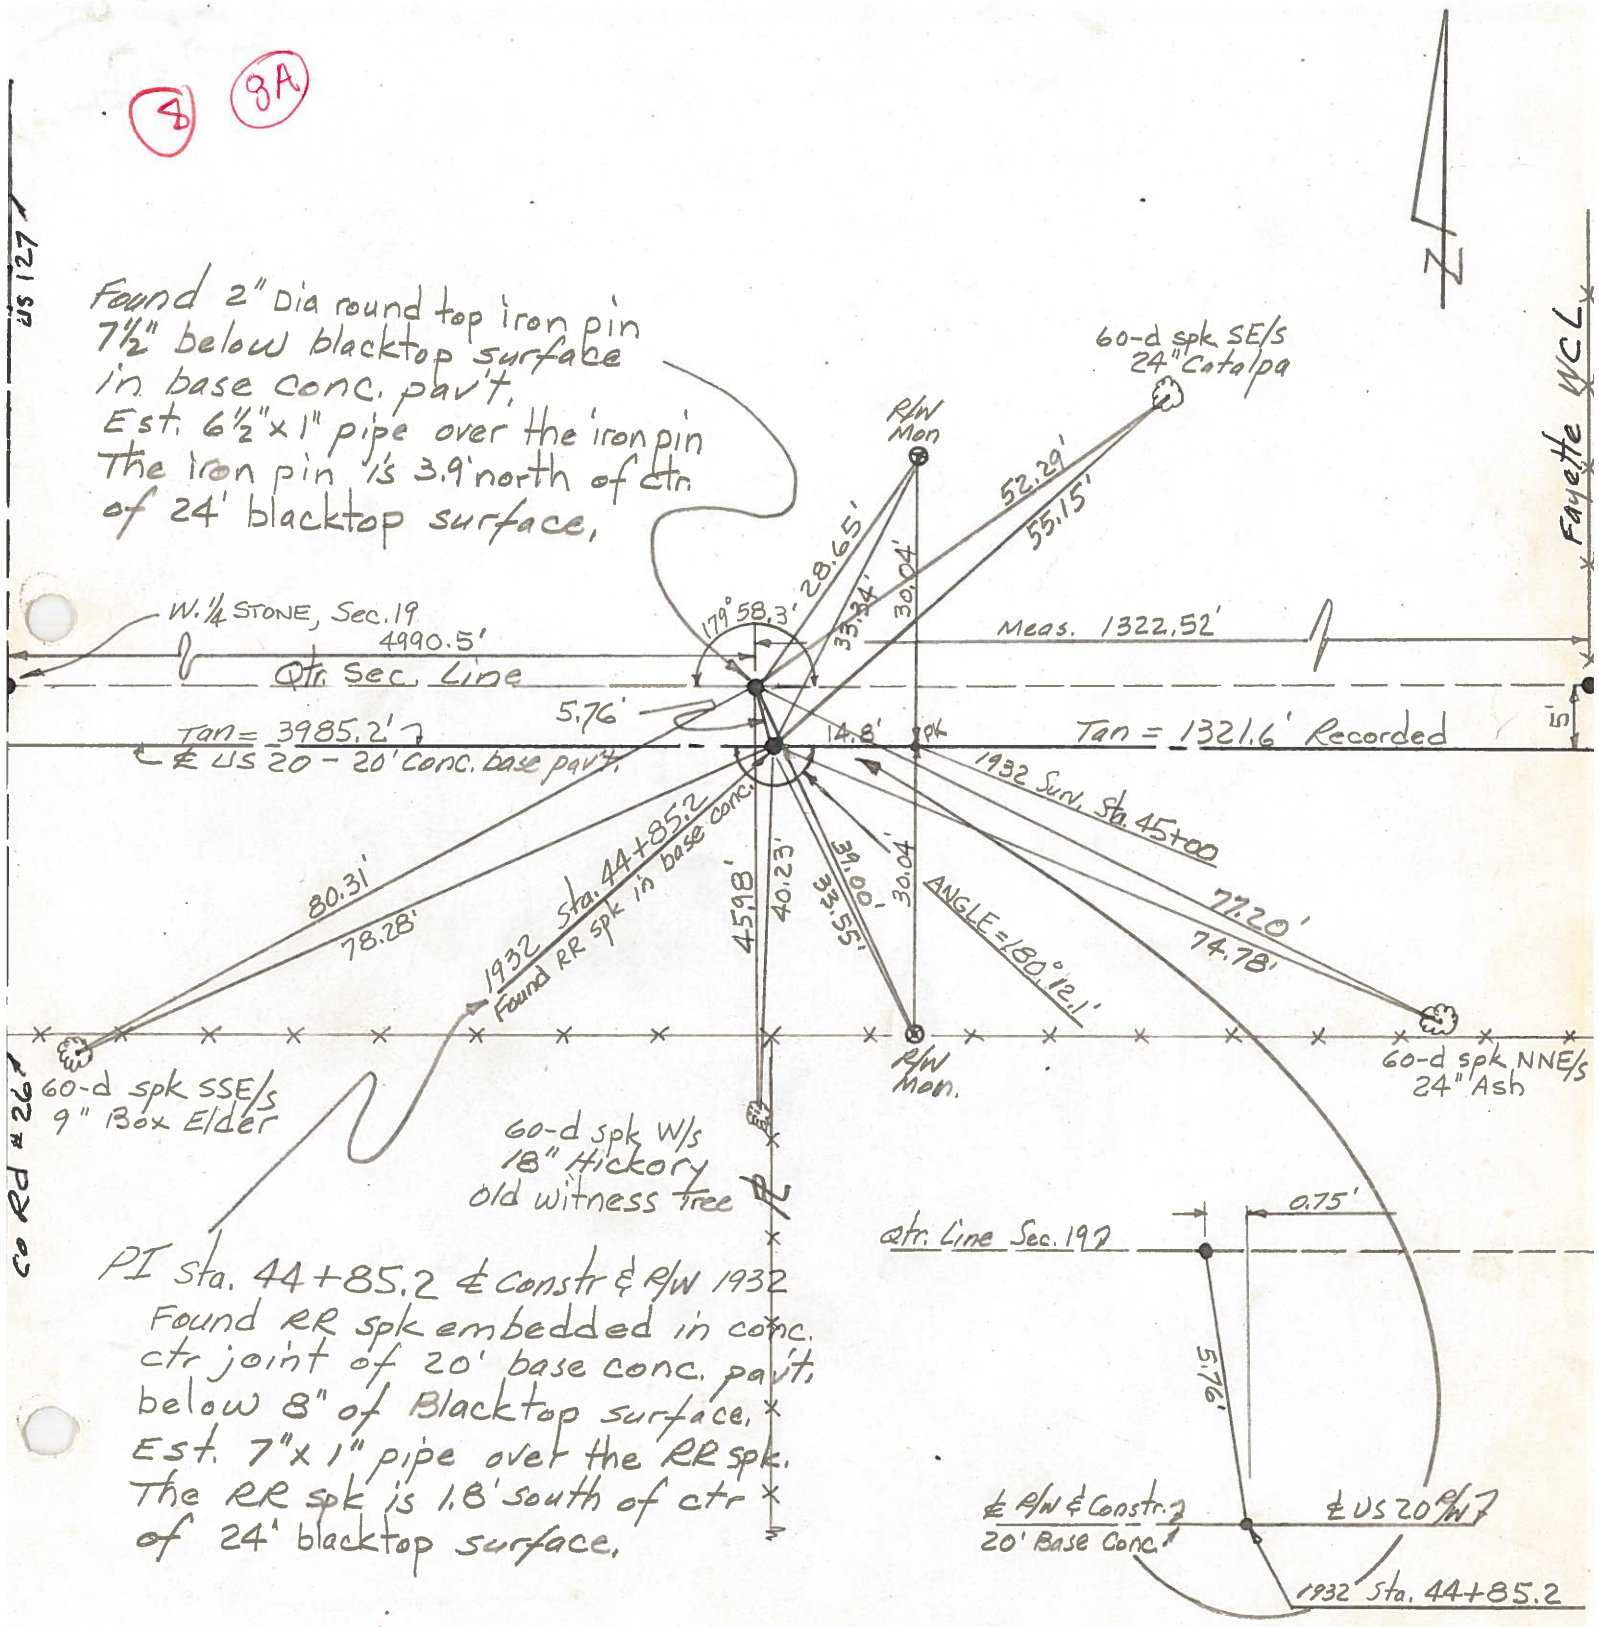 8
8A
US 127
N
Found 2" Dia round top iron pin
7½" below blacktop surface
in base conc. pav't.
Est. 6½" x 1" pipe over the iron pin
The iron pin is 3.9' north of ctr.
of 24' blacktop surface.
60-d spk SE/s
24" Catalpa
Fayette WCL
R/W
Mon
52.29'
55.15'
28.65'
33.34'
30.04'
W. ¼ STONE, Sec. 19
4990.5'
179° 58.3'
Meas. 1322.52'
Qtr. Sec. Line
5.76'
5'
Tan = 3985.2'
14.8'
pk
Tan = 1321.6' Recorded
℄ US 20 - 20' Conc. base pav't.
1932 Surv. Sta. 45+00
80.31'
78.28'
1932 Sta. 44+85.2
Found RR spk in base conc.
45.98'
40.23'
39.00'
33.55'
30.04'
ANGLE = 180° 12.1'
77.20'
74.78'
Co Rd #26
60-d spk SSE/s
9" Box Elder
R/W
Mon.
60-d spk NNE/s
24" Ash
60-d spk W/s
18" Hickory
Old witness Tree
PI Sta. 44+85.2 ℄ Constr & R/W 1932
Found RR spk embedded in conc.
ctr joint of 20' base conc. pav't.
below 8" of Blacktop surface.
Est. 7" x 1" pipe over the RR spk.
The RR spk is 1.8' south of ctr
of 24' blacktop surface.
0.75'
Qtr. Line Sec. 19
5.76'
℄ R/W & Constr.
20' Base Conc.
℄ US 20 R/W
1932 Sta. 44+85.2